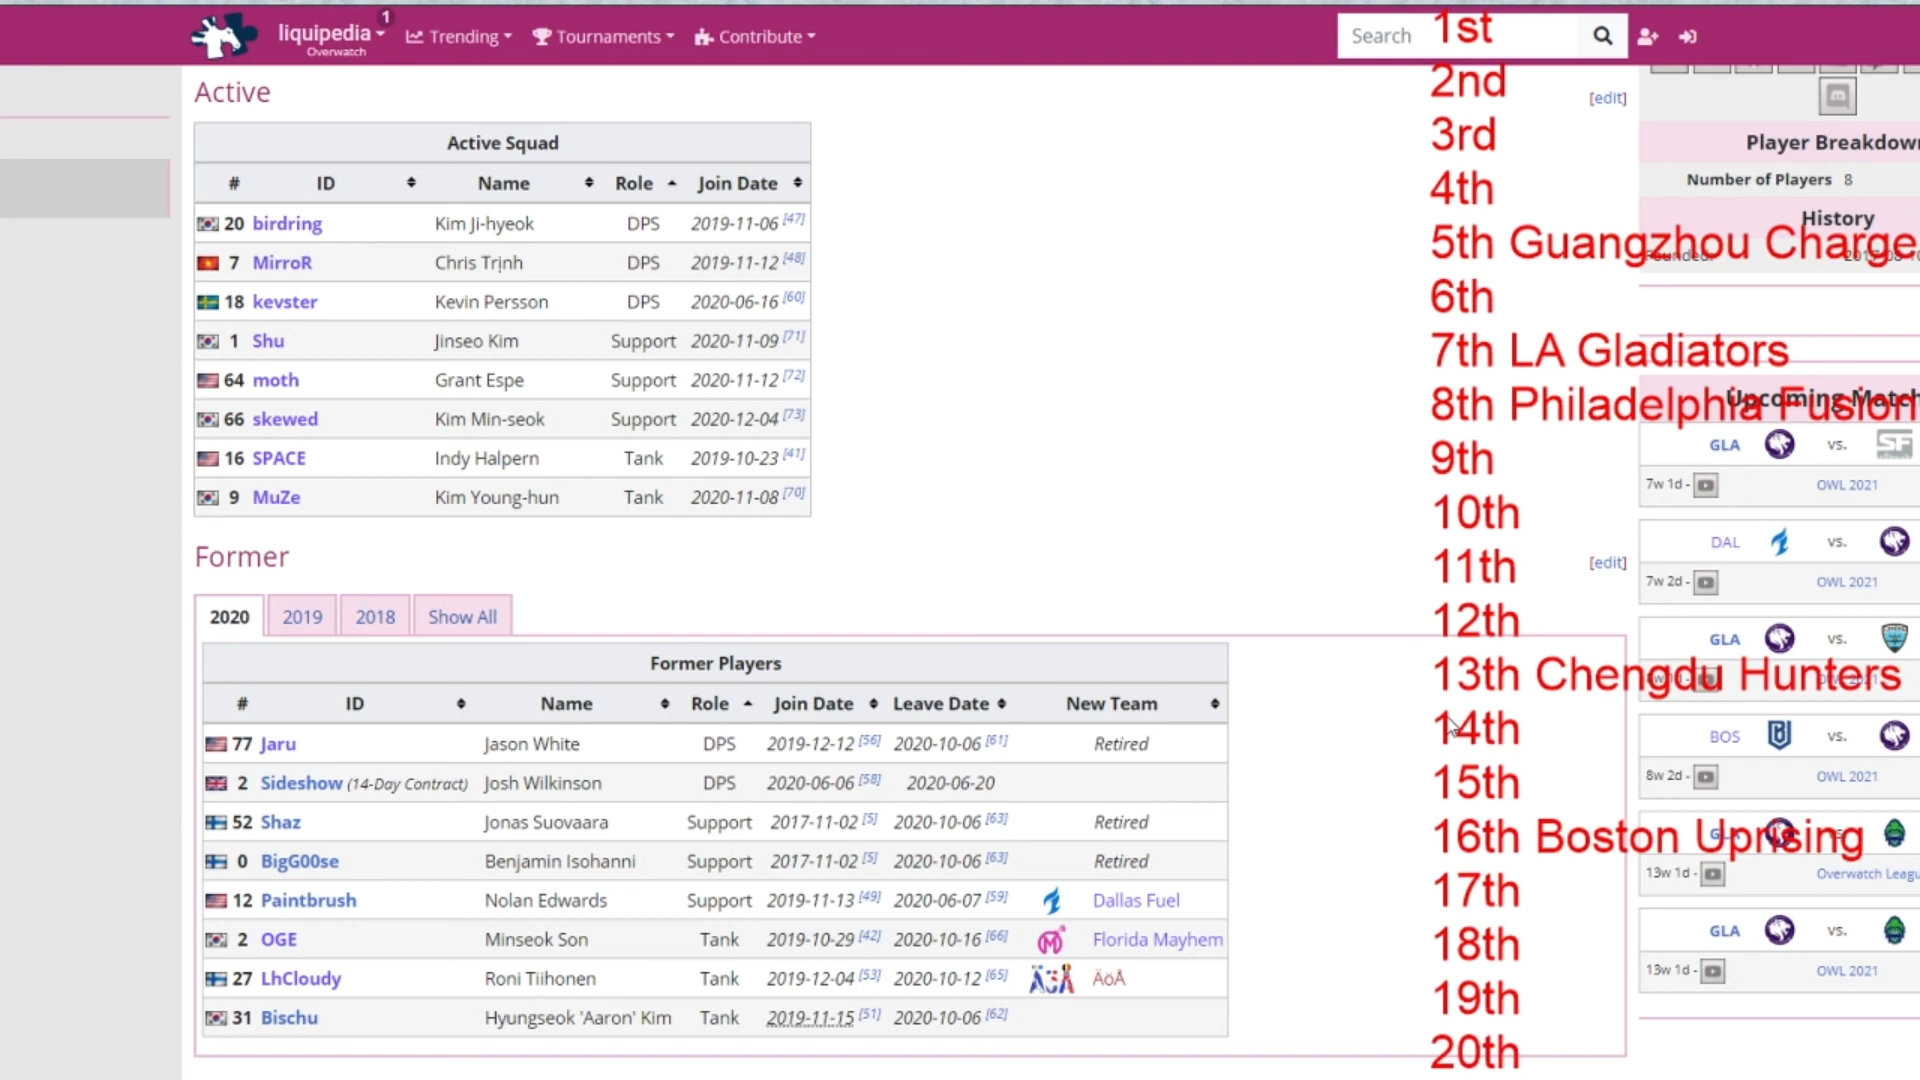 liquipedia
Overwatch
1
Trending
Tournaments
Contribute
Search
Active
[edit]
Active Squad
# ID Name Role Join Date
20 birdring Kim Ji-hyeok DPS 2019-11-06 [47]
7 MirroR Chris Trịnh DPS 2019-11-12 [48]
18 kevster Kevin Persson DPS 2020-06-16 [60]
1 Shu Jinseo Kim Support 2020-11-09 [71]
64 moth Grant Espe Support 2020-11-12 [72]
66 skewed Kim Min-seok Support 2020-12-04 [73]
16 SPACE Indy Halpern Tank 2019-10-23 [41]
9 MuZe Kim Young-hun Tank 2020-11-08 [70]
Former
[edit]
2020 2019 2018 Show All
Former Players
# ID Name Role Join Date Leave Date New Team
77 Jaru Jason White DPS 2019-12-12 [56] 2020-10-06 [61] Retired
2 Sideshow (14-Day Contract) Josh Wilkinson DPS 2020-06-06 [58] 2020-06-20
52 Shaz Jonas Suovaara Support 2017-11-02 [5] 2020-10-06 [63] Retired
0 BigG00se Benjamin Isohanni Support 2017-11-02 [5] 2020-10-06 [63] Retired
12 Paintbrush Nolan Edwards Support 2019-11-13 [49] 2020-06-07 [59] Dallas Fuel
2 OGE Minseok Son Tank 2019-10-29 [42] 2020-10-16 [66] Florida Mayhem
27 LhCloudy Roni Tiihonen Tank 2019-12-04 [53] 2020-10-12 [65] ÄöÅ
31 Bischu Hyungseok 'Aaron' Kim Tank 2019-11-15 [51] 2020-10-06 [62]
1st
2nd
3rd
4th
5th Guangzhou Charge
6th
7th LA Gladiators
8th Philadelphia Fusion
9th
10th
11th
12th
13th Chengdu Hunters
14th
15th
16th Boston Uprising
17th
18th
19th
20th
Player Breakdown
Number of Players 8
History
Founded:
Upcoming Match
GLA vs. SF
7w 1d - OWL 2021
DAL vs.
7w 2d - OWL 2021
GLA vs.
BOS vs.
8w 2d - OWL 2021
13w 1d - Overwatch Leagu
GLA vs.
13w 1d - OWL 2021